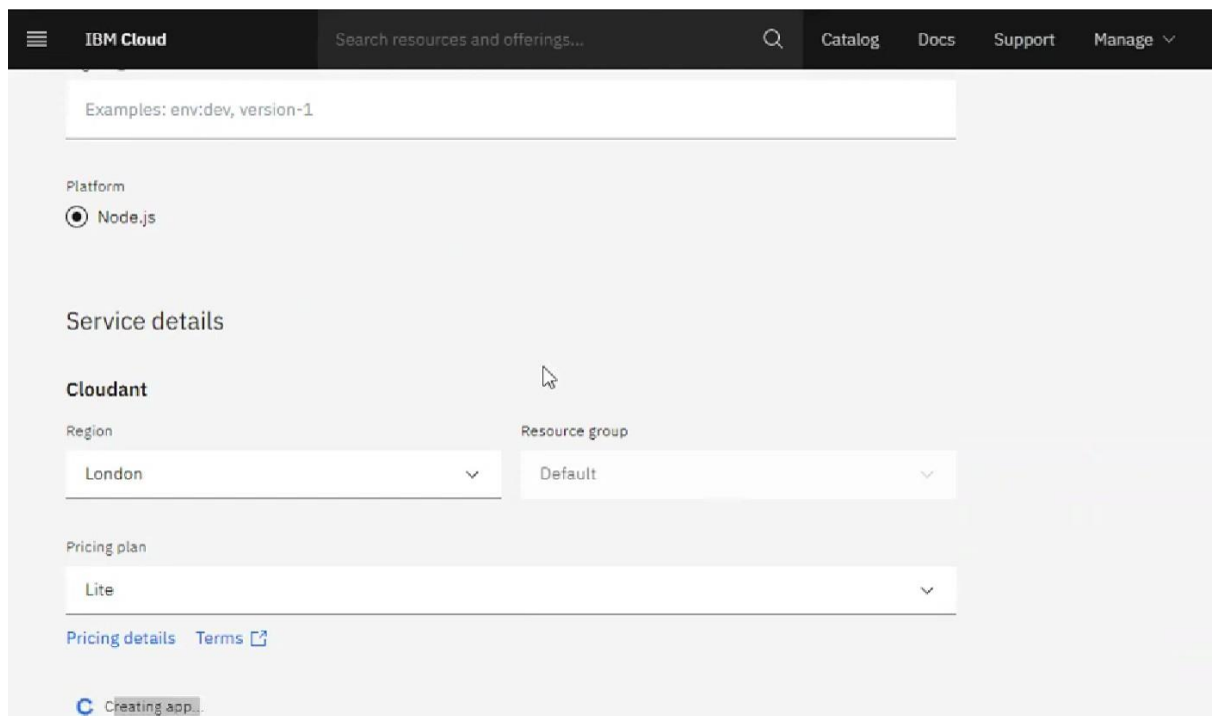 IBM Cloud Search resources and offerings... Catalog Docs Support Manage
Examples: env:dev, version-1
Platform
Node.js
Service details
Cloudant
Region Resource group
London Default
Pricing plan
Lite
Pricing details Terms
Creating app...